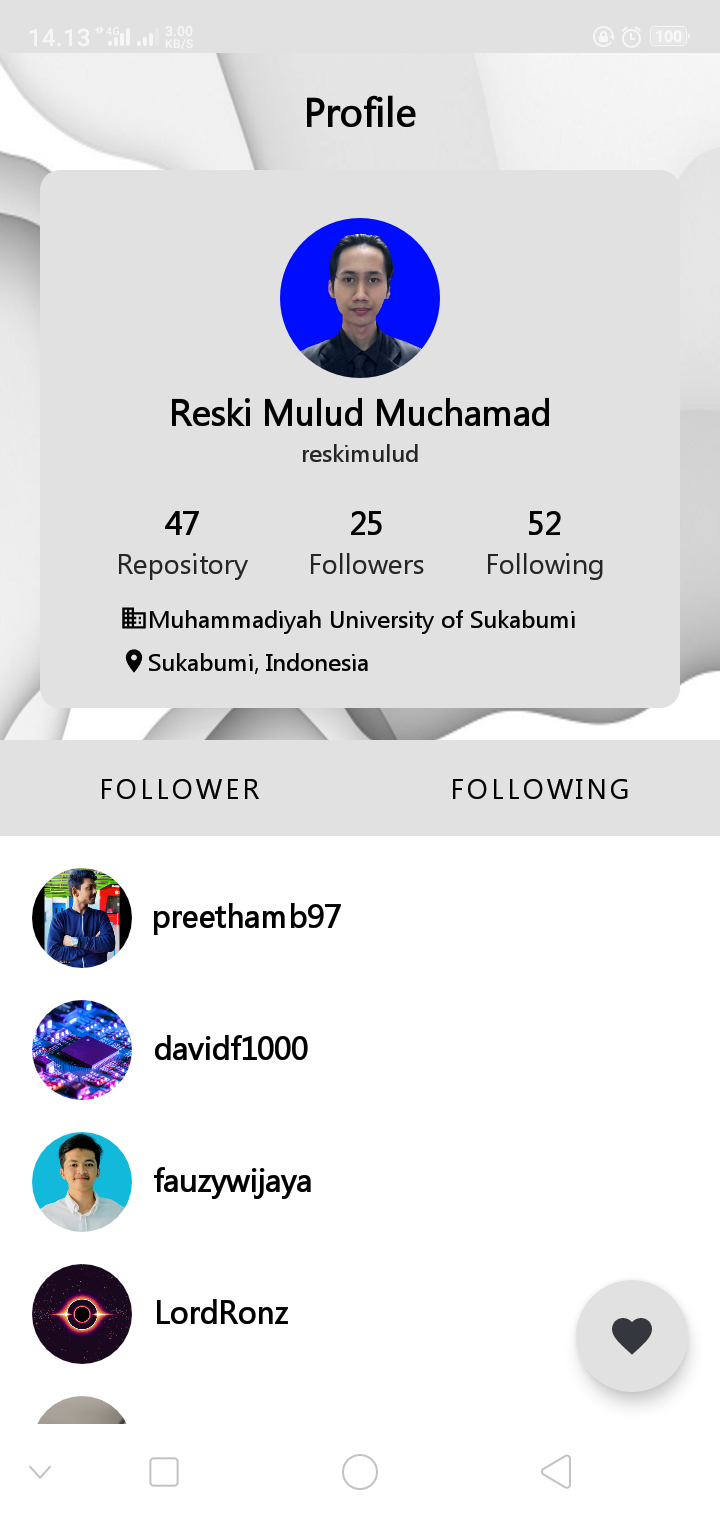 14.13 4G 3.00 KB/S 100
Profile
Reski Mulud Muchamad
reskimulud
47 25 52
Repository Followers Following
Muhammadiyah University of Sukabumi
Sukabumi, Indonesia
FOLLOWER FOLLOWING
preethamb97
davidf1000
fauzywijaya
LordRonz